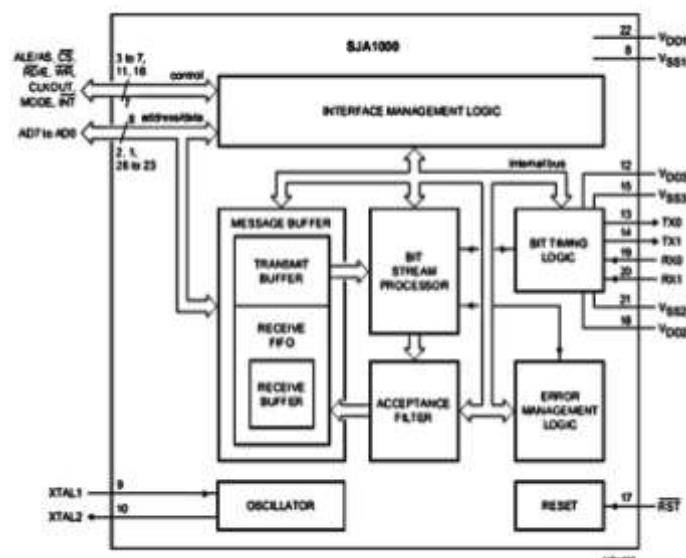 SJA1000
22
VDD1
8
VSS1
ALE/AS, CS,
RD/E, WR,
CLKOUT,
MODE, INT
3 to 7,
11, 16
control
7
AD7 to AD0
8
address/data
2, 1,
28 to 23
INTERFACE MANAGEMENT LOGIC
internal bus
12
VDD3
15
VSS3
13
TX0
14
TX1
19
RX0
20
RX1
21
VSS2
18
VDD2
MESSAGE BUFFER
TRANSMIT
BUFFER
RECEIVE
FIFO
RECEIVE
BUFFER
BIT
STREAM
PROCESSOR
BIT TIMING
LOGIC
ACCEPTANCE
FILTER
ERROR
MANAGEMENT
LOGIC
XTAL1
9
XTAL2
10
OSCILLATOR
RESET
17
RST